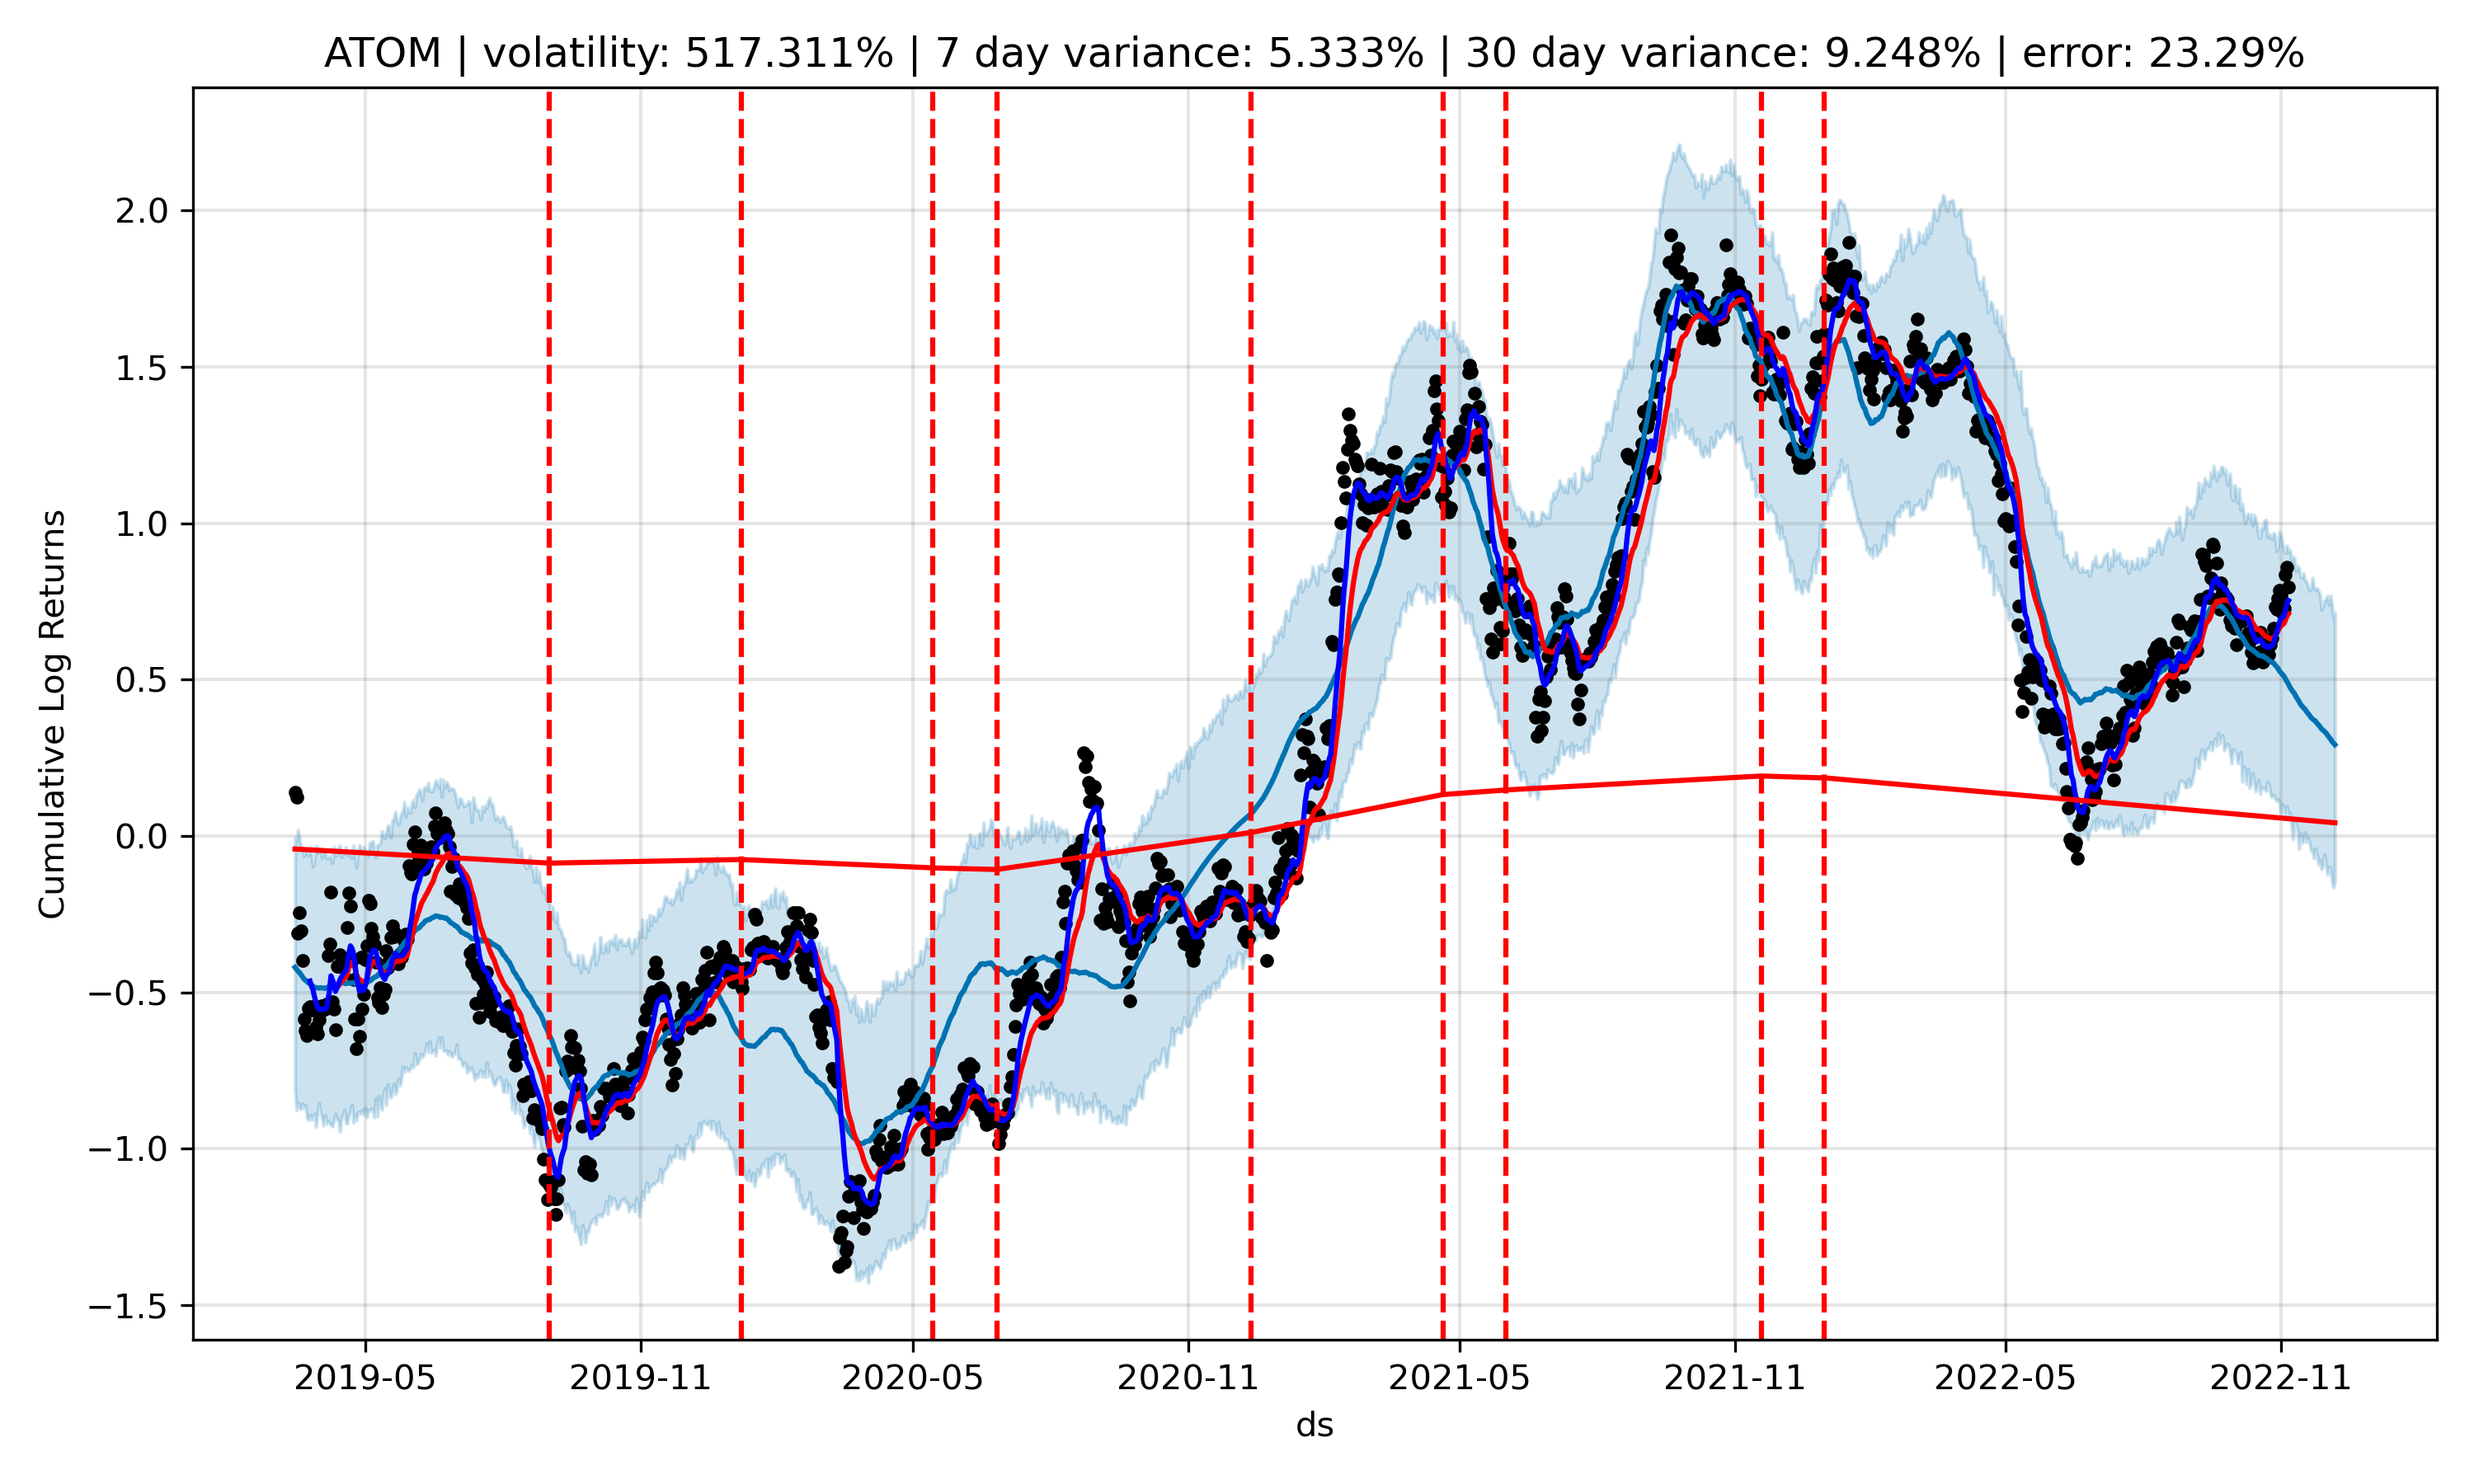 ATOM | volatility: 517.311% | 7 day variance: 5.333% | 30 day variance: 9.248% | error: 23.29%
Cumulative Log Returns
2.0
1.5
1.0
0.5
0.0
−0.5
−1.0
−1.5
2019-05 2019-11 2020-05 2020-11 2021-05 2021-11 2022-05 2022-11
ds